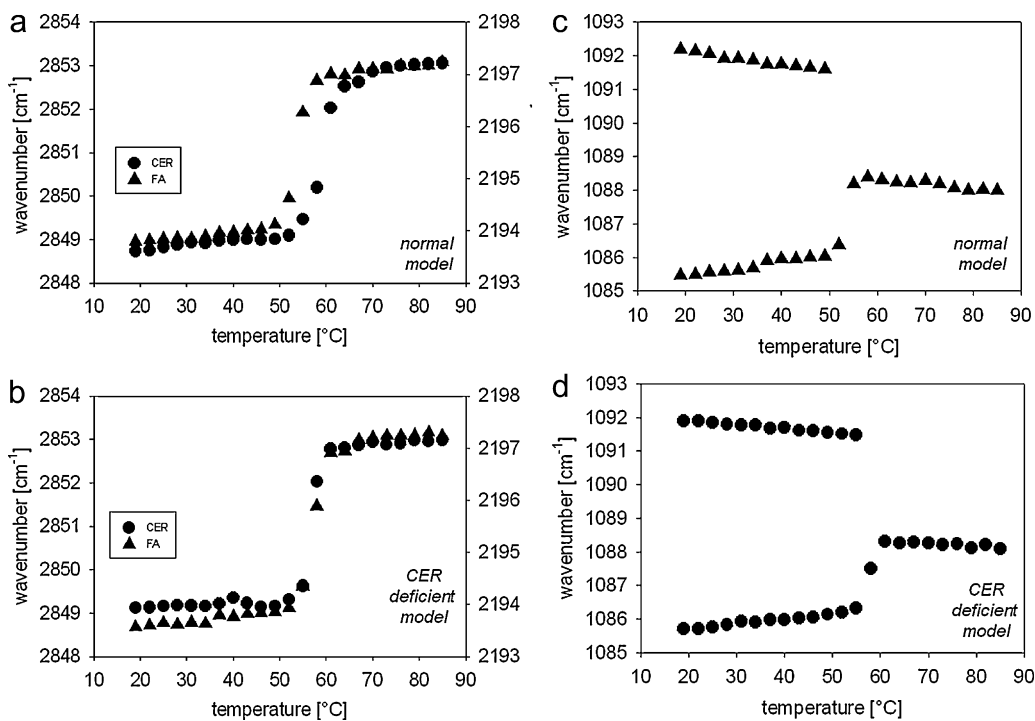 a
2854
2853
2852
2851
2850
2849
2848
wavenumber [cm-1]
2198
2197
2196
2195
2194
2193
CER
FA
normal
model
10 20 30 40 50 60 70 80 90
temperature [°C]
c
1093
1092
1091
1090
1089
1088
1087
1086
1085
wavenumber [cm-1]
normal
model
10 20 30 40 50 60 70 80 90
temperature [°C]
b
2854
2853
2852
2851
2850
2849
2848
wavenumber [cm-1]
2198
2197
2196
2195
2194
2193
CER
FA
CER
deficient
model
10 20 30 40 50 60 70 80 90
temperature [°C]
d
1093
1092
1091
1090
1089
1088
1087
1086
1085
wavenumber [cm-1]
CER
deficient
model
10 20 30 40 50 60 70 80 90
temperature [°C]